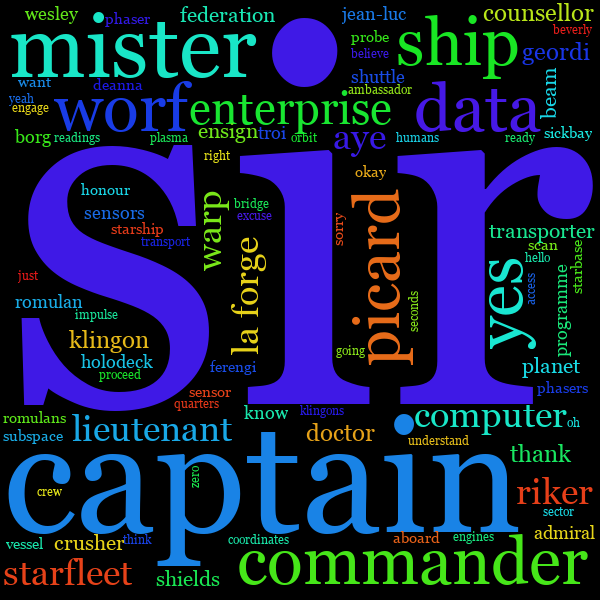 wesley
phaser
federation
jean-luc
counsellor
mister
probe
ship
beverly
believe
geordi
want
deanna
shuttle
yeah
engage
worf
enterprise
ambassador
data
beam
borg
readings
plasma
ensign
troi
orbit
aye
humans
ready
sickbay
right
okay
sir
honour
sensors
starship
transport
bridge
excuse
warp
la forge
sorry
picard
transporter
scan
hello
yes
access
programme
starbase
just
romulan
impulse
klingon
holodeck
proceed
ferengi
going
seconds
planet
phasers
sensor
quarters
romulans
subspace
lieutenant
know
klingons
doctor
computer
oh
understand
thank
captain
crew
zero
riker
sector
vessel
crusher
think
coordinates
aboard
engines
admiral
starfleet
shields
commander